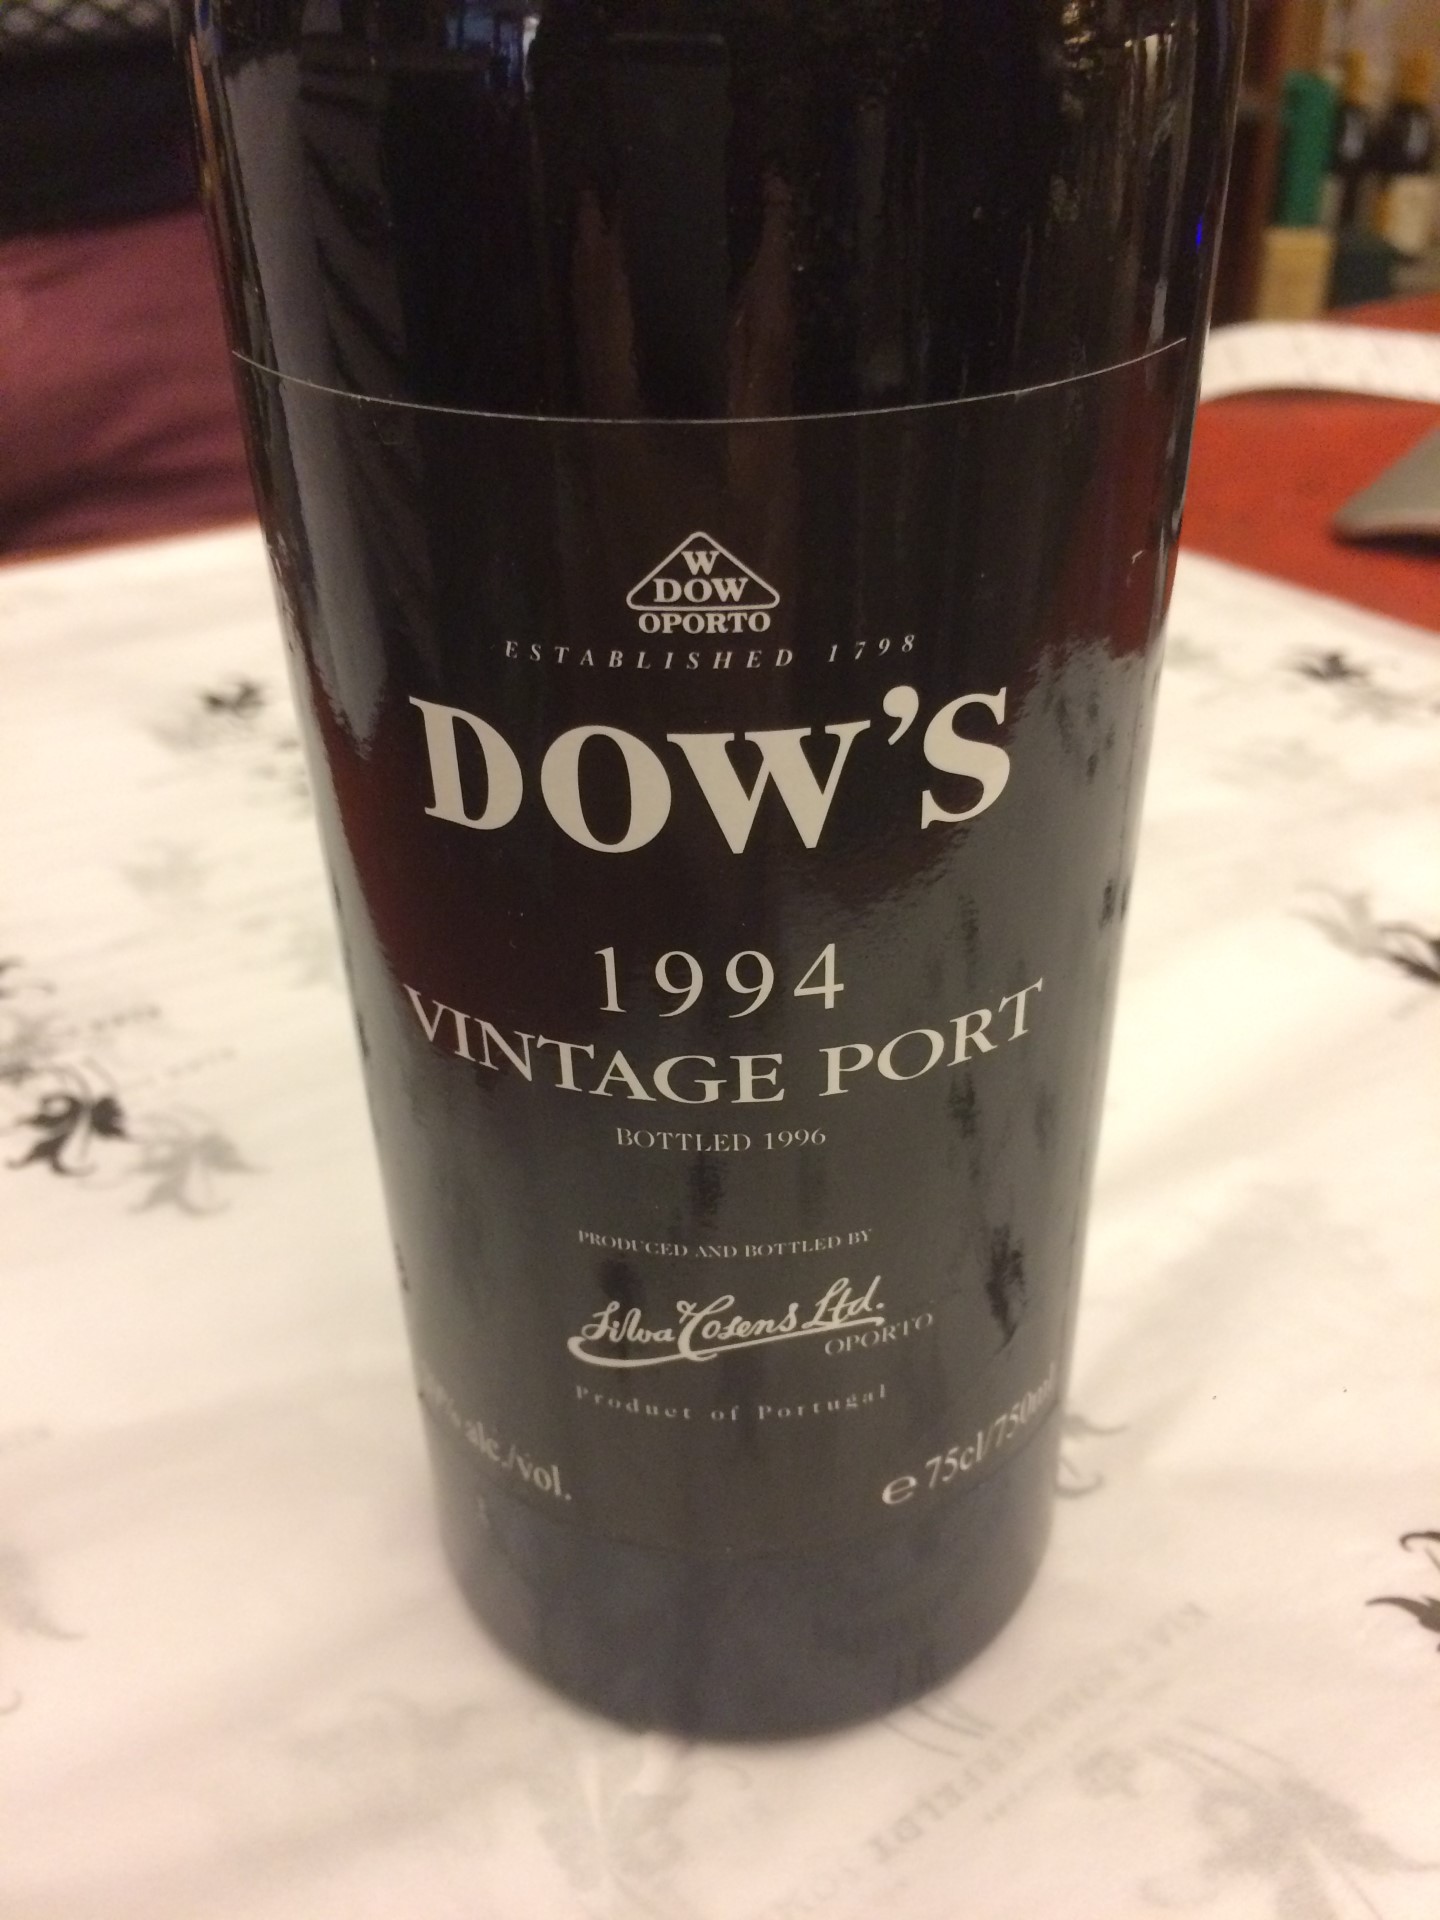 W
DOW
OPORTO
ESTABLISHED 1798
DOW'S
1994
VINTAGE PORT
BOTTLED 1996
PRODUCED AND BOTTLED BY
Silva & Cosens Ltd.
OPORTO
Product of Portugal
alc./vol.
e 75cl/750ml